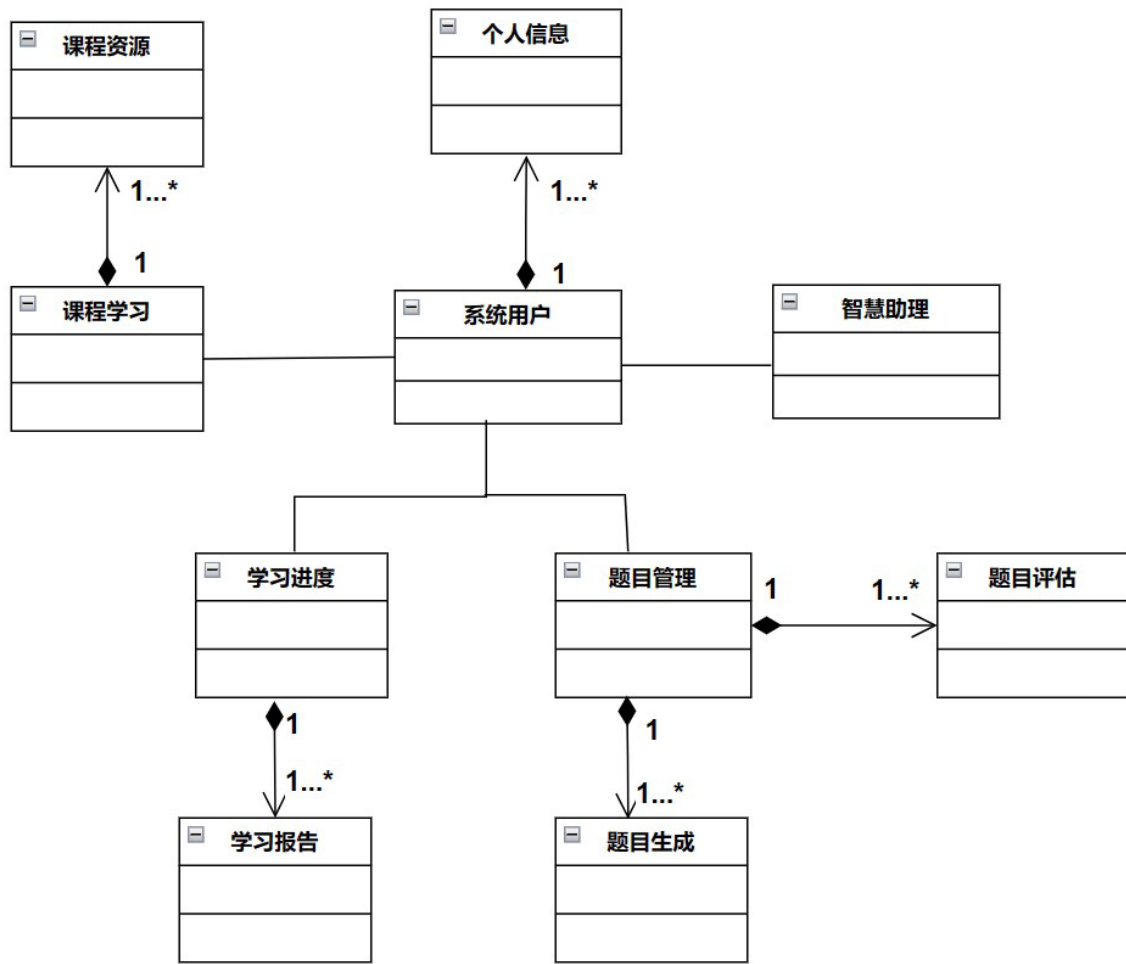 课程资源
个人信息
1...*
1...*
1
1
课程学习
系统用户
智慧助理
学习进度
题目管理
题目评估
1
1...*
1
1
1...*
1...*
学习报告
题目生成